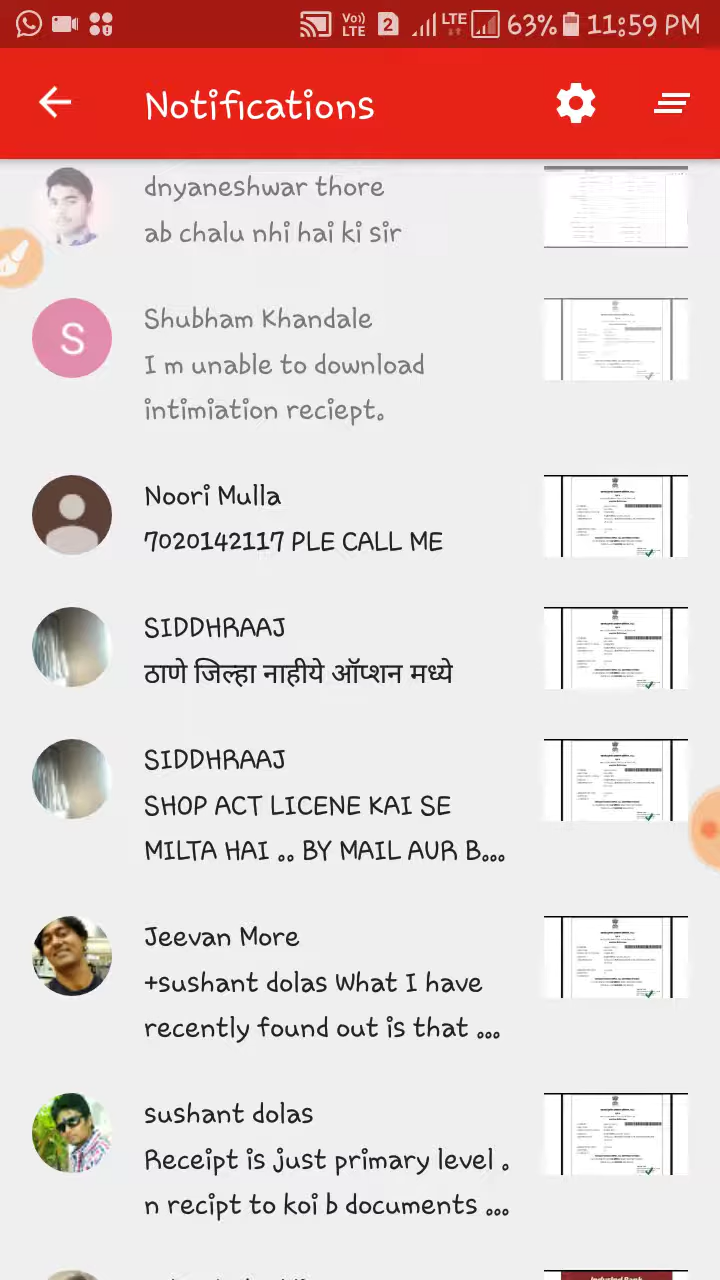 Vo)) LTE 2 LTE 63% 11:59 PM
Notifications
dnyaneshwar thore
ab chalu nhi hai ki sir
S
Shubham Khandale
I m unable to download
intimiation reciept.
Noori Mulla
7020142117 PLE CALL ME
SIDDHRAAJ
ठाणे जिल्हा नाहीये ऑप्शन मध्ये
SIDDHRAAJ
SHOP ACT LICENE KAI SE
MILTA HAI .. BY MAIL AUR B...
Jeevan More
+sushant dolas What I have
recently found out is that ...
sushant dolas
Receipt is just primary level .
n recipt to koi b documents ...
IndusInd Bank